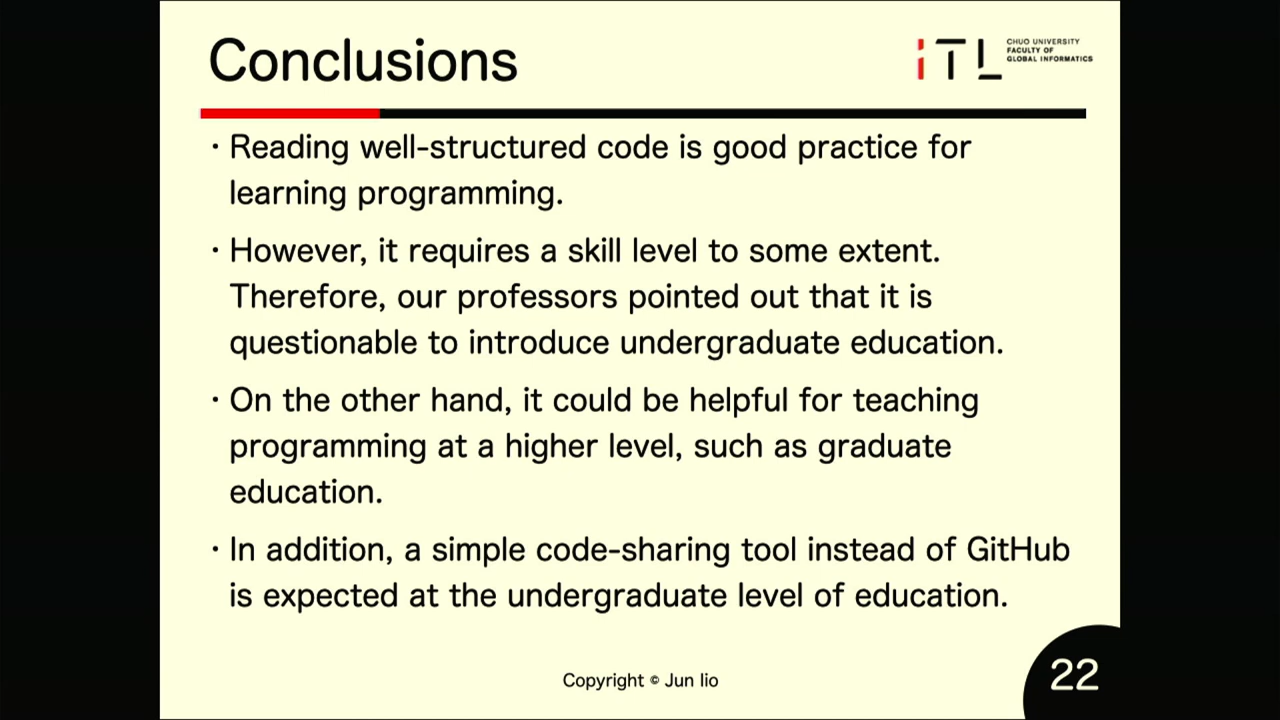 Conclusions
iTL
CHUO UNIVERSITY
FACULTY OF
GLOBAL INFORMATICS
・Reading well-structured code is good practice for
learning programming.
・However, it requires a skill level to some extent.
Therefore, our professors pointed out that it is
questionable to introduce undergraduate education.
・On the other hand, it could be helpful for teaching
programming at a higher level, such as graduate
education.
・In addition, a simple code-sharing tool instead of GitHub
is expected at the undergraduate level of education.
Copyright © Jun Iio
22